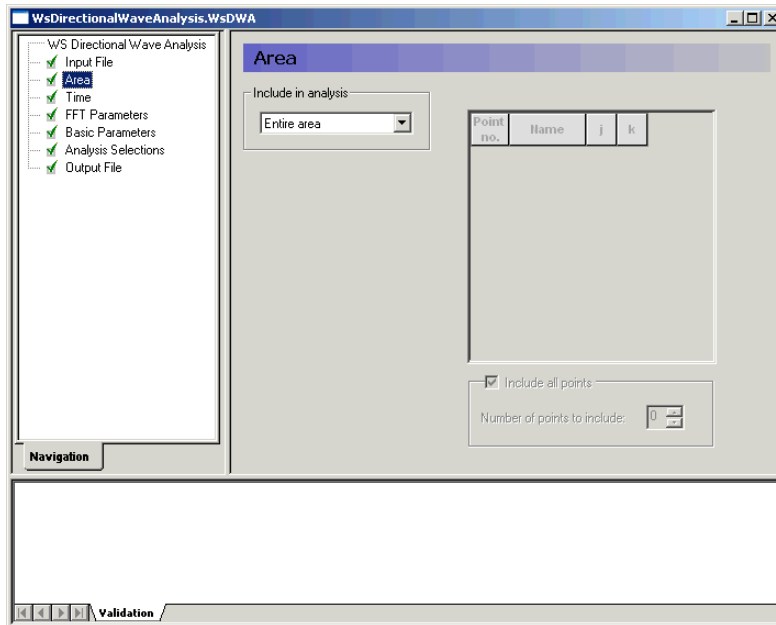 WsDirectionalWaveAnalysis.WsDWA
WS Directional Wave Analysis
Input File
Area
Time
FFT Parameters
Basic Parameters
Analysis Selections
Output File
Navigation
Area
Include in analysis
Entire area
Point no.
Name
j
k
Include all points
Number of points to include:
0
Validation